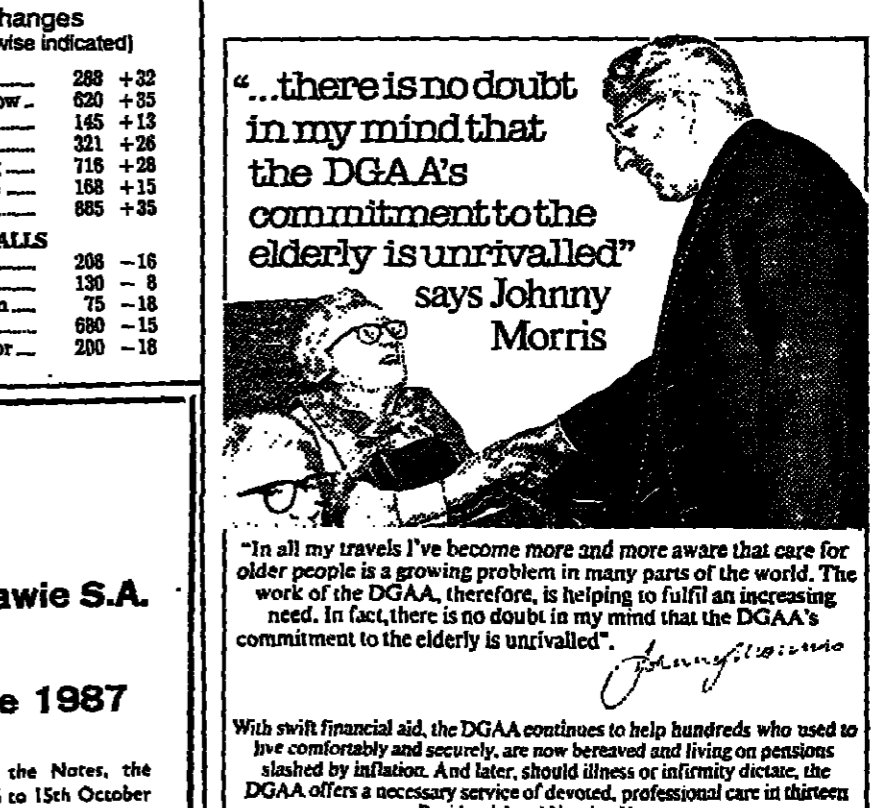 hanges
wise indicated)
288 +32
ow 620 +35
145 +13
321 +26
716 +28
168 +15
885 +35
ALLS
208 −16
130 − 8
75 −18
680 −15
or 200 −18
awie S.A.
e 1987
the Notes, the
to 15th October
“...there is no doubt
in my mind that
the DGAA's
commitment to the
elderly is unrivalled”
says Johnny
Morris
“In all my travels I've become more and more aware that care for
older people is a growing problem in many parts of the world. The
work of the DGAA, therefore, is helping to fulfil an increasing
need. In fact, there is no doubt in my mind that the DGAA's
commitment to the elderly is unrivalled”.
Johnny Morris
With swift financial aid, the DGAA continues to help hundreds who used to
live comfortably and securely, are now bereaved and living on pensions
slashed by inflation. And later, should illness or infirmity dictate, the
DGAA offers a necessary service of devoted, professional care in thirteen